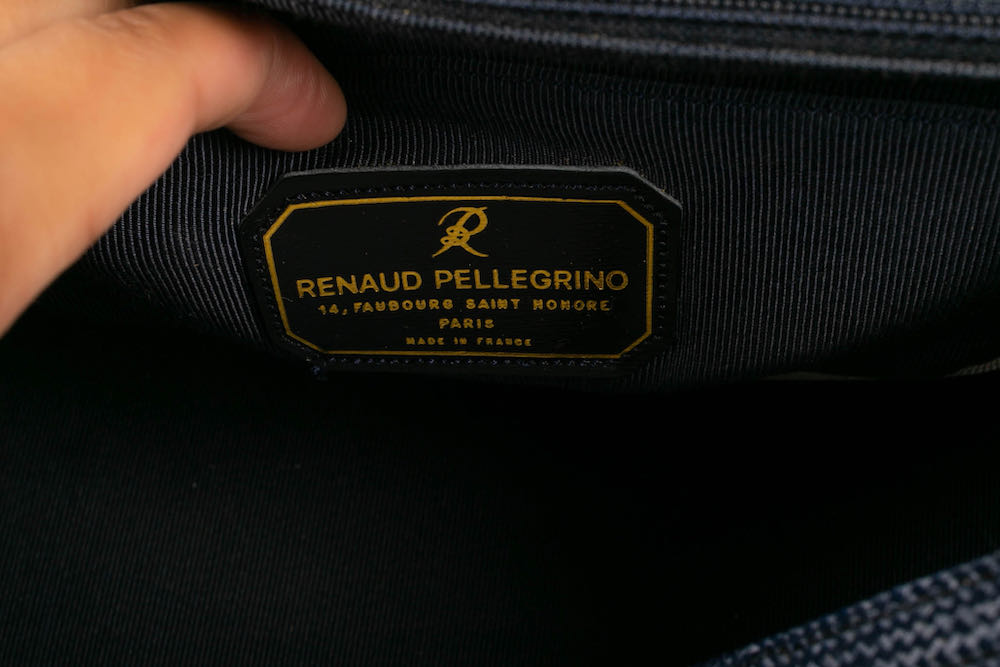 RENAUD PELLEGRINO
14, FAUBOURG SAINT HONORE
PARIS
MADE IN FRANCE